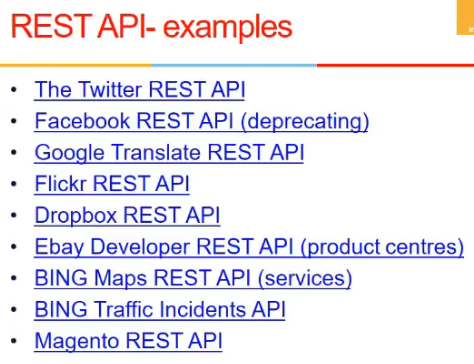 REST API- examples
• The Twitter REST API
• Facebook REST API (deprecating)
• Google Translate REST API
• Flickr REST API
• Dropbox REST API
• Ebay Developer REST API (product centres)
• BING Maps REST API (services)
• BING Traffic Incidents API
• Magento REST API